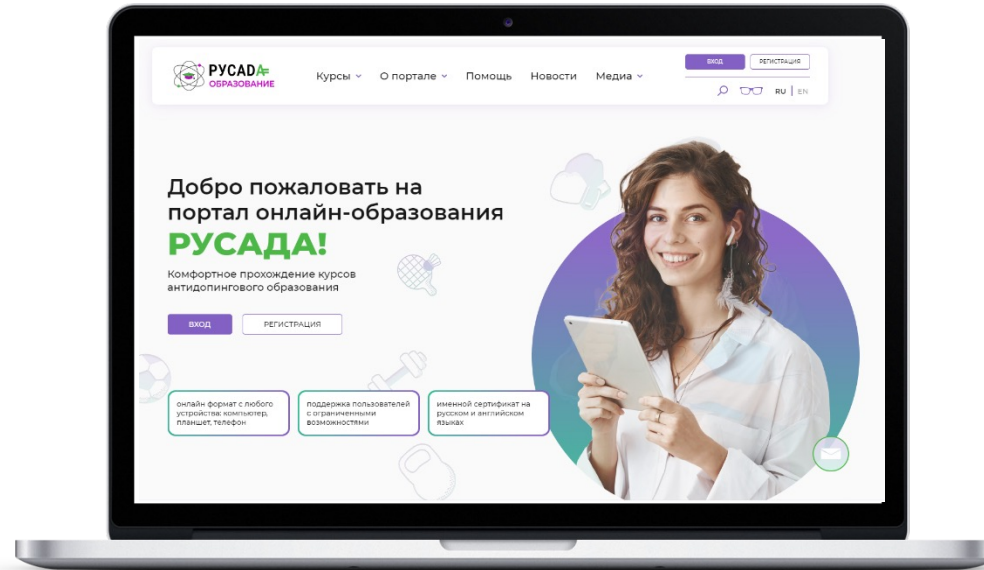 РУСАДА
ОБРАЗОВАНИЕ
Курсы
О портале
Помощь
Новости
Медиа
ВХОД
РЕГИСТРАЦИЯ
RU | EN
Добро пожаловать на
портал онлайн-образования
РУСАДА!
Комфортное прохождение курсов
антидопингового образования
ВХОД
РЕГИСТРАЦИЯ
онлайн формат с любого
устройства: компьютер,
планшет, телефон
поддержка пользователей
с ограниченными
возможностями
именной сертификат на
русском и английском
языках